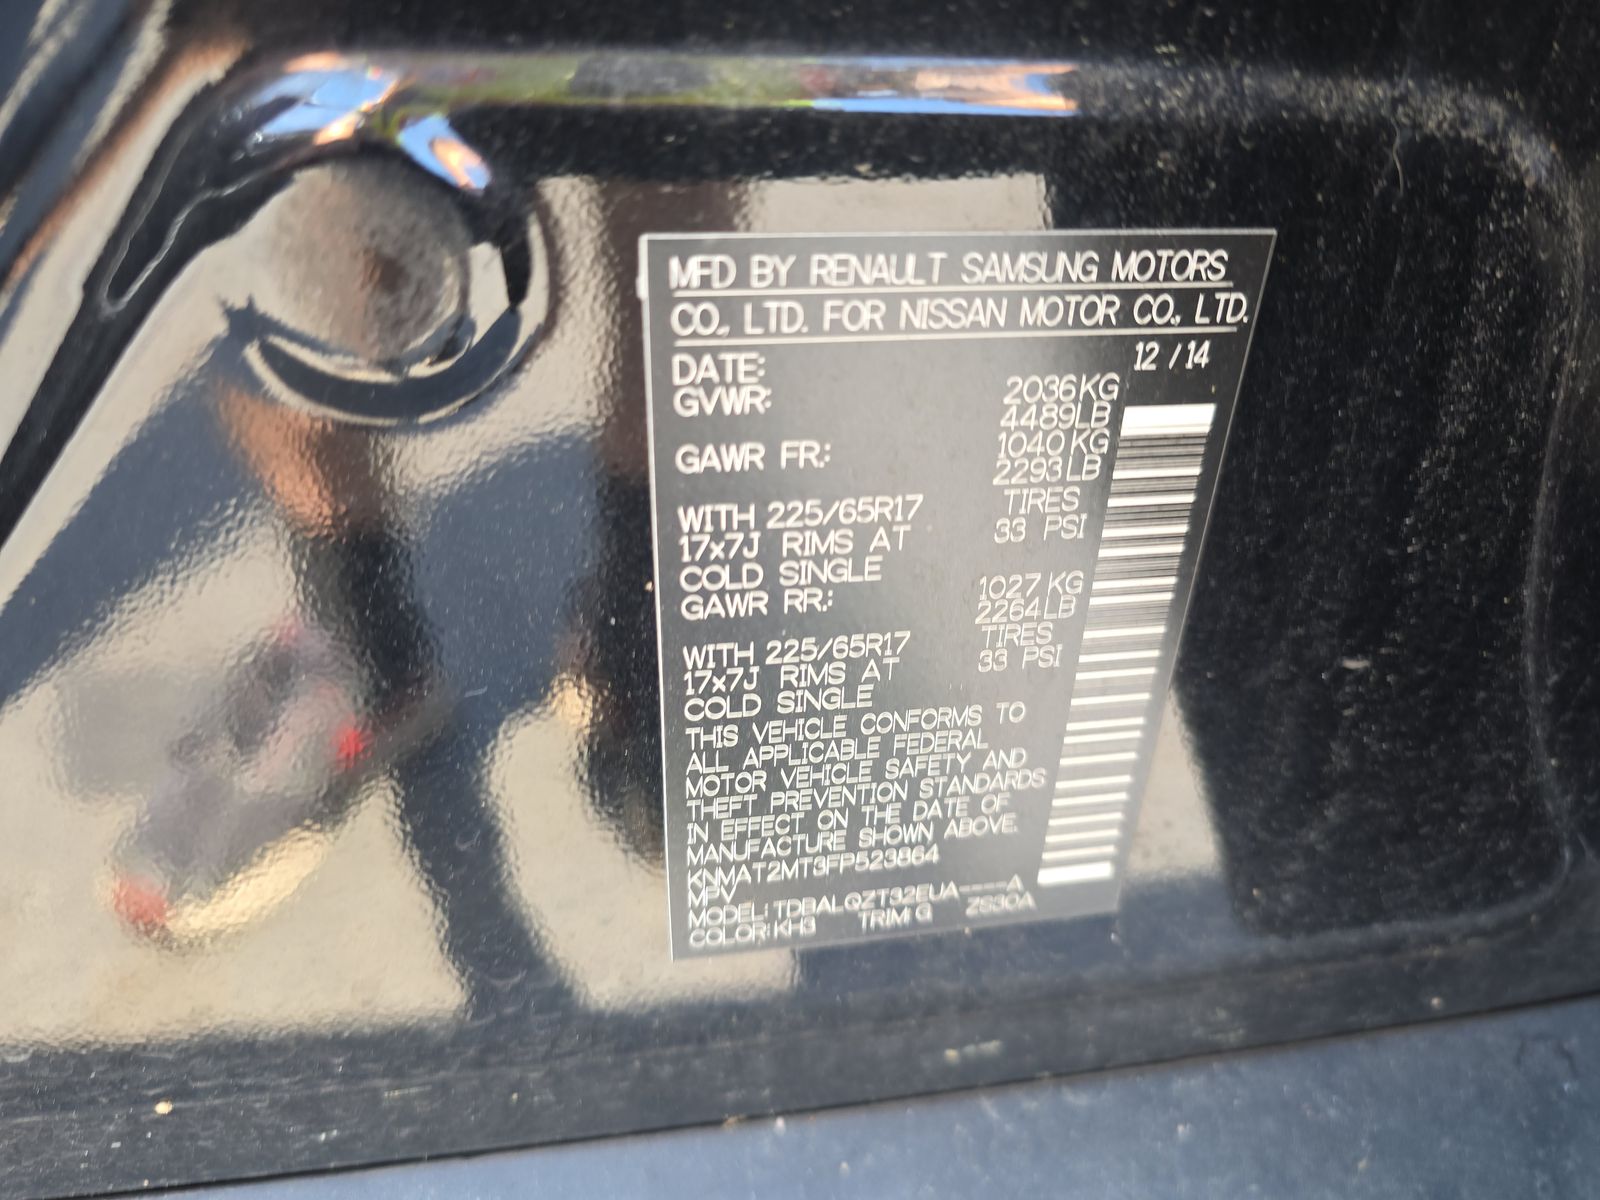 MFD BY RENAULT SAMSUNG MOTORS
CO., LTD. FOR NISSAN MOTOR CO., LTD.
DATE: 12 / 14
GVWR: 2036KG
4489LB
GAWR FR.: 1040KG
2293LB
WITH 225/65R17 TIRES
17x7J RIMS AT 33 PSI
COLD SINGLE
GAWR RR.: 1027KG
2264LB
WITH 225/65R17 TIRES
17x7J RIMS AT 33 PSI
COLD SINGLE
THIS VEHICLE CONFORMS TO
ALL APPLICABLE FEDERAL
MOTOR VEHICLE SAFETY AND
THEFT PREVENTION STANDARDS
IN EFFECT ON THE DATE OF
MANUFACTURE SHOWN ABOVE.
KNMAT2MT3FP523864
MPV
MODEL: TDBALQZT32EUA----A
COLOR: KH3 TRIM: G ZS30A